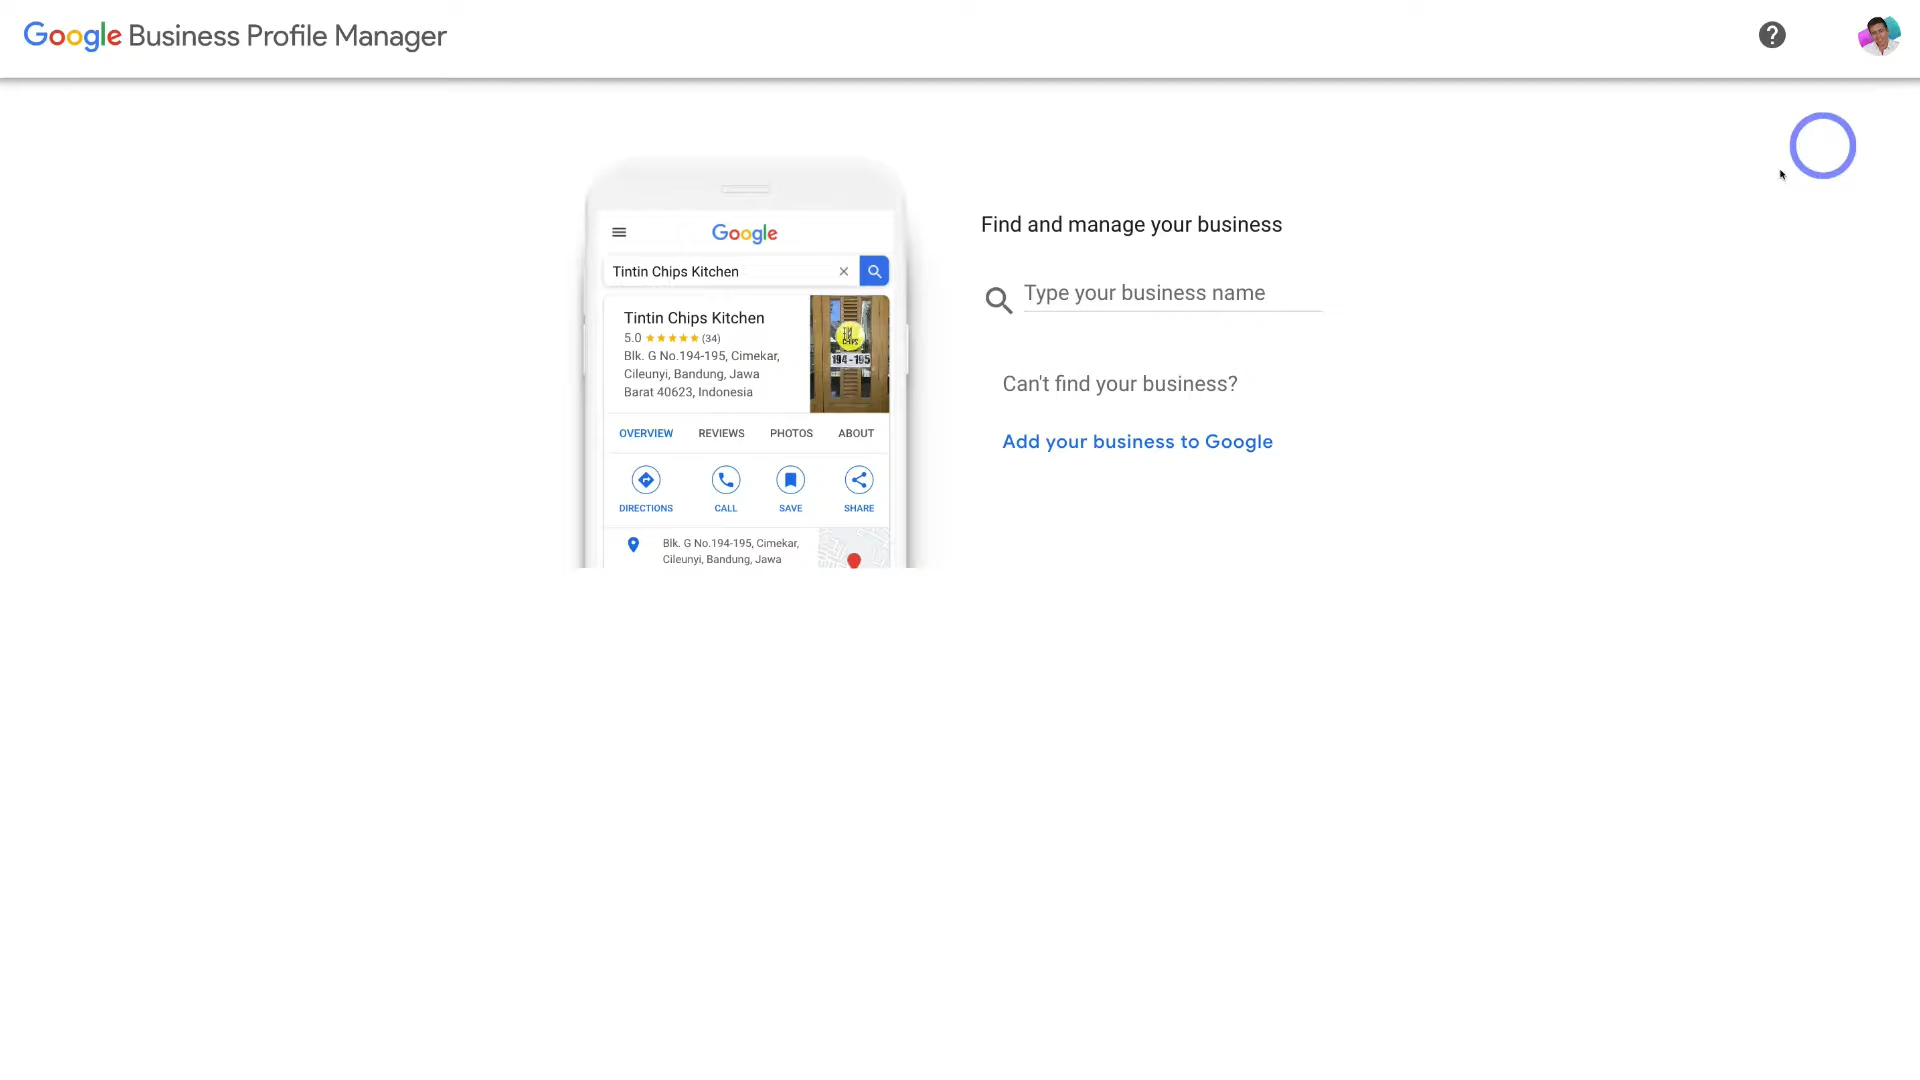 Google Business Profile Manager
Google
Tintin Chips Kitchen
Tintin Chips Kitchen
5.0 (34)
Blk. G No.194-195, Cimekar,
Cileunyi, Bandung, Jawa
Barat 40623, Indonesia
TIN
TIN
CHIPS
194-195
OVERVIEW REVIEWS PHOTOS ABOUT
DIRECTIONS CALL SAVE SHARE
Blk. G No.194-195, Cimekar,
Cileunyi, Bandung, Jawa
Find and manage your business
Type your business name
Can't find your business?
Add your business to Google